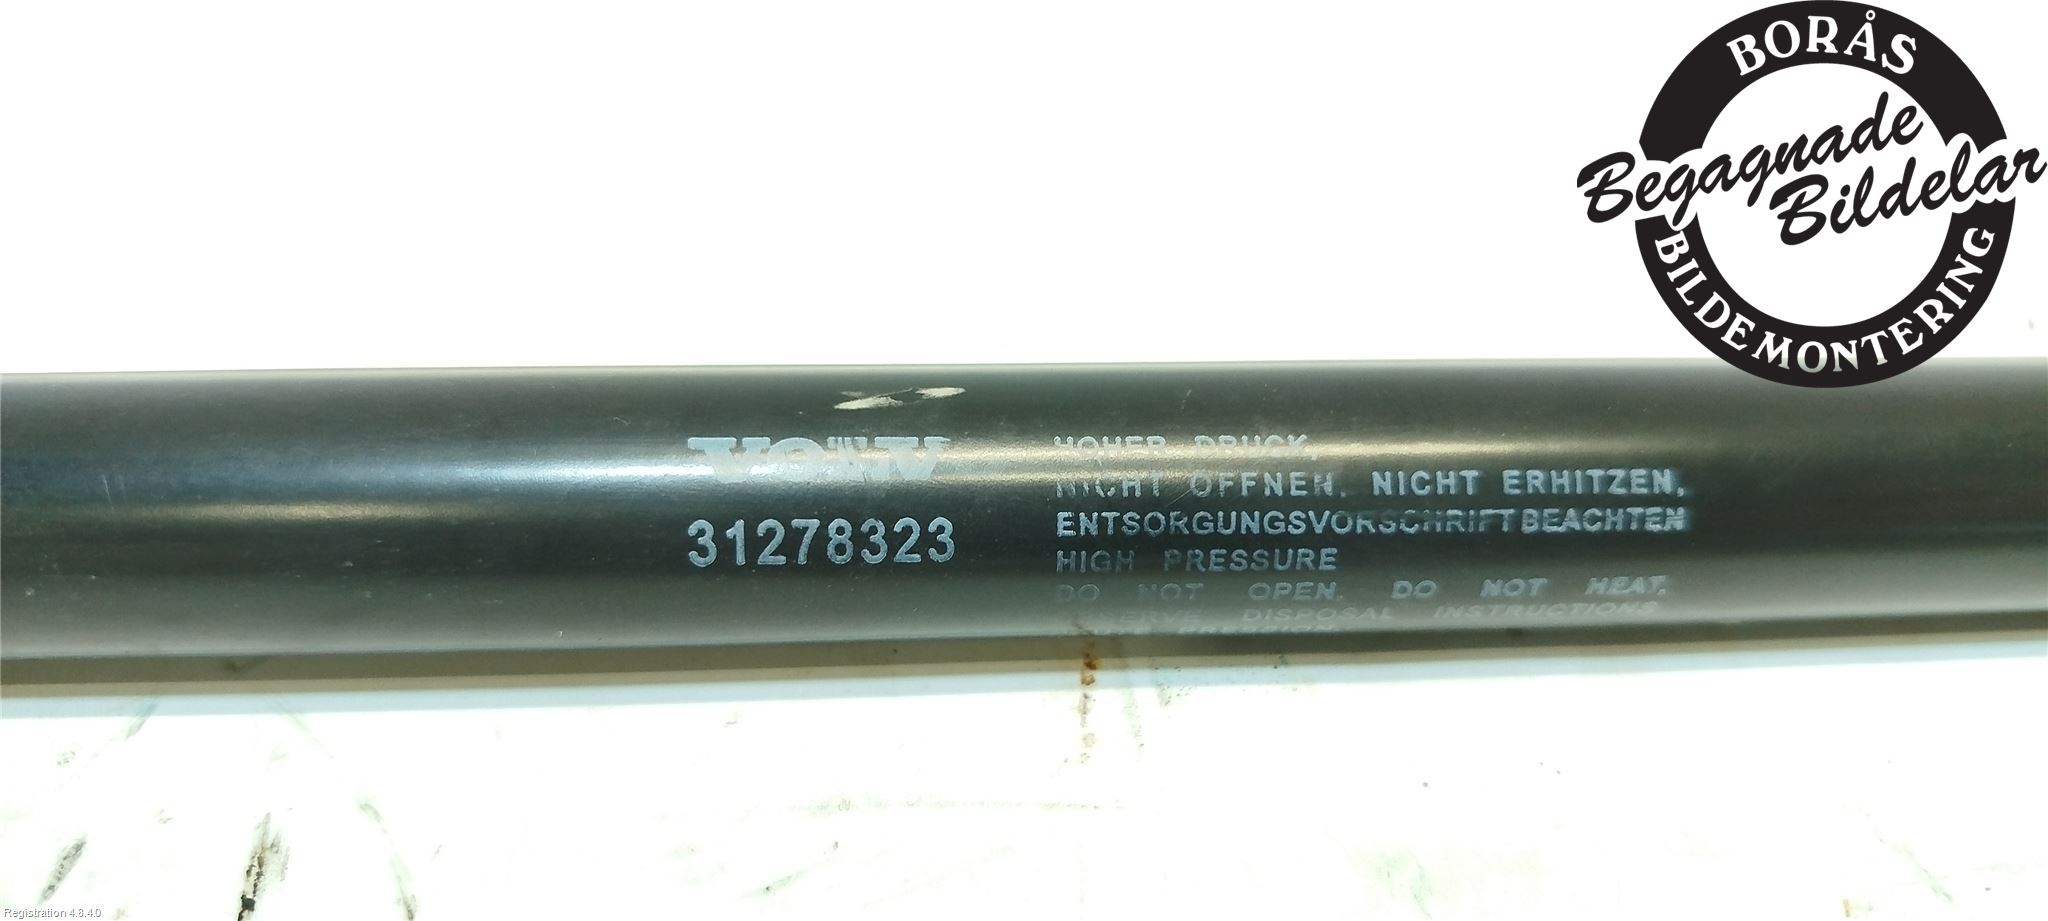 BORÅS
Begagnade
Bildelar
BILDEMONTERING
VOLVO
31278323
HOHER DRUCK,
NICHT OFFNEN, NICHT ERHITZEN,
ENTSORGUNGSVORSCHRIFT BEACHTEN
HIGH PRESSURE
DO NOT OPEN. DO NOT HEAT.
DISPOSAL INSTRUCTIONS
Registration 4.8.4.0